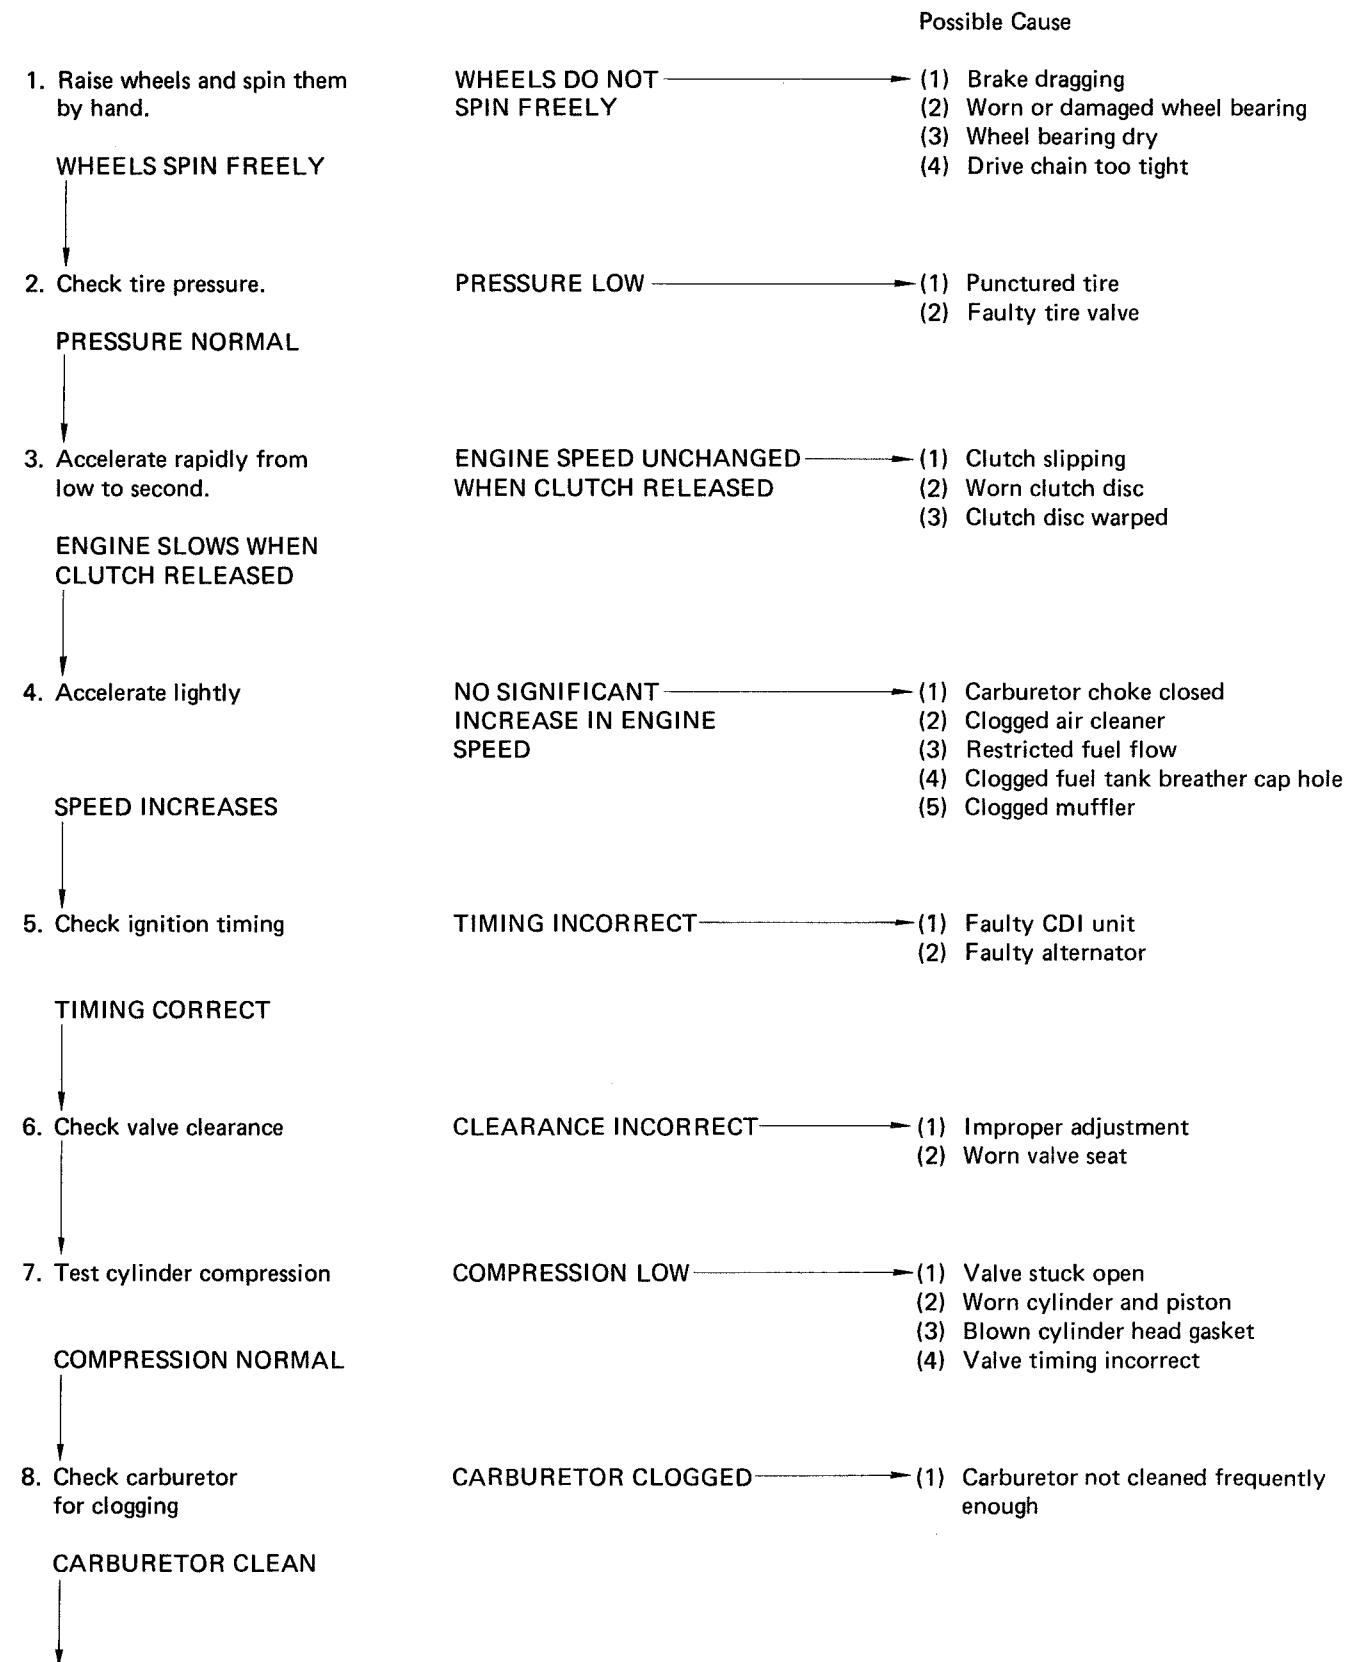 Possible Cause
1. Raise wheels and spin them by hand.
WHEELS DO NOT SPIN FREELY
(1) Brake dragging
(2) Worn or damaged wheel bearing
(3) Wheel bearing dry
(4) Drive chain too tight
WHEELS SPIN FREELY
2. Check tire pressure.
PRESSURE LOW
(1) Punctured tire
(2) Faulty tire valve
PRESSURE NORMAL
3. Accelerate rapidly from low to second.
ENGINE SPEED UNCHANGED WHEN CLUTCH RELEASED
(1) Clutch slipping
(2) Worn clutch disc
(3) Clutch disc warped
ENGINE SLOWS WHEN CLUTCH RELEASED
4. Accelerate lightly
NO SIGNIFICANT INCREASE IN ENGINE SPEED
(1) Carburetor choke closed
(2) Clogged air cleaner
(3) Restricted fuel flow
(4) Clogged fuel tank breather cap hole
(5) Clogged muffler
SPEED INCREASES
5. Check ignition timing
TIMING INCORRECT
(1) Faulty CDI unit
(2) Faulty alternator
TIMING CORRECT
6. Check valve clearance
CLEARANCE INCORRECT
(1) Improper adjustment
(2) Worn valve seat
7. Test cylinder compression
COMPRESSION LOW
(1) Valve stuck open
(2) Worn cylinder and piston
(3) Blown cylinder head gasket
(4) Valve timing incorrect
COMPRESSION NORMAL
8. Check carburetor for clogging
CARBURETOR CLOGGED
(1) Carburetor not cleaned frequently enough
CARBURETOR CLEAN